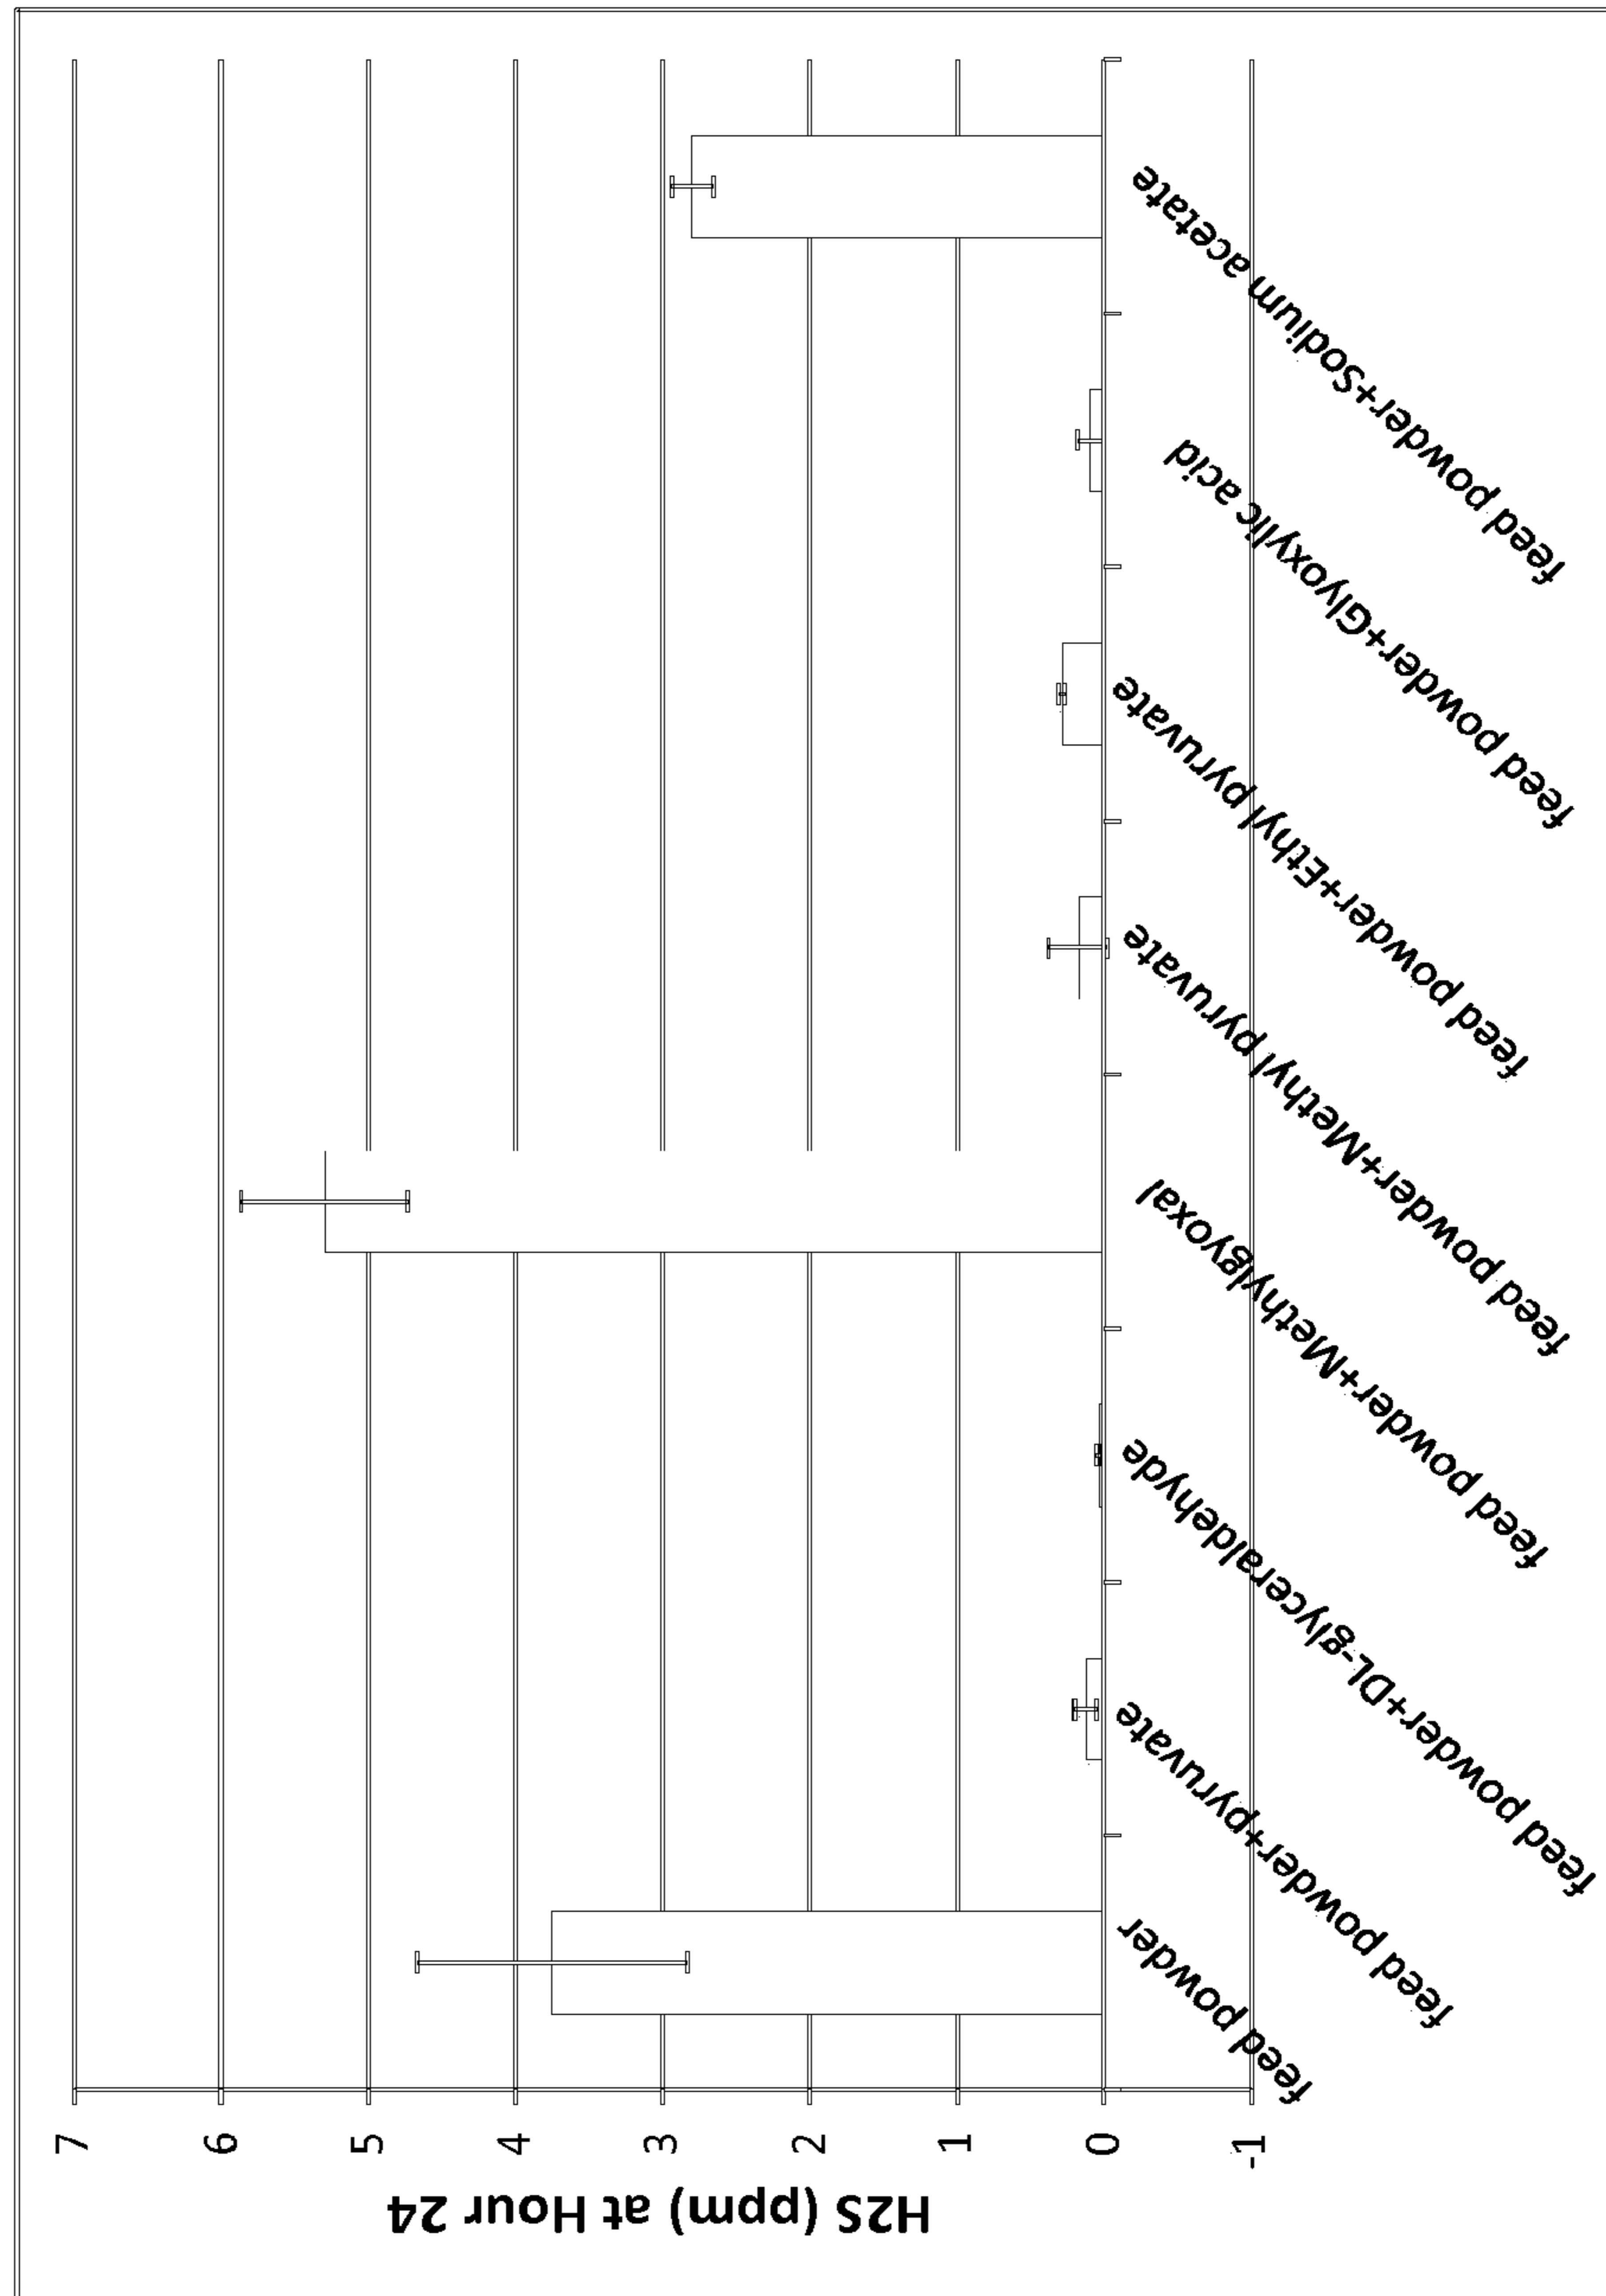 H2S (ppm) at Hour 24
7
6
5
4
3
2
1
0
-1
feed powder
feed powder+pyruvate
feed powder+DL-glyceraldehyde
feed powder+Methylgyoxal
feed powder+Methyl pyruvate
feed powder+Ethyl pyruvate
feed powder+Glyoxylic acid
feed powder+Sodium acetate